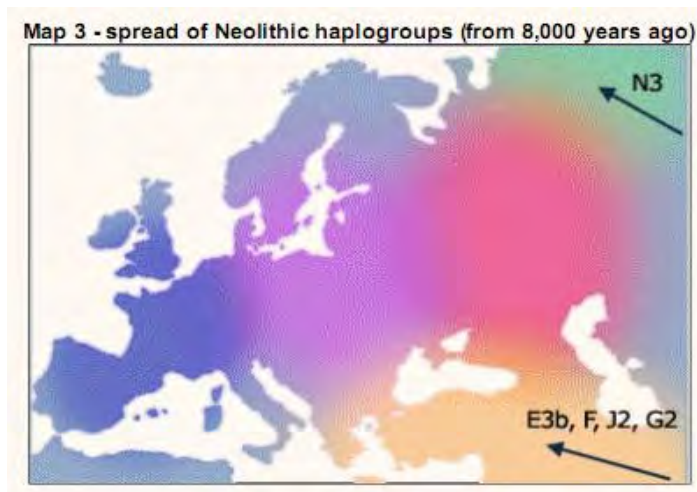 Map 3 - spread of Neolithic haplogroups (from 8,000 years ago)
N3
E3b, F, J2, G2